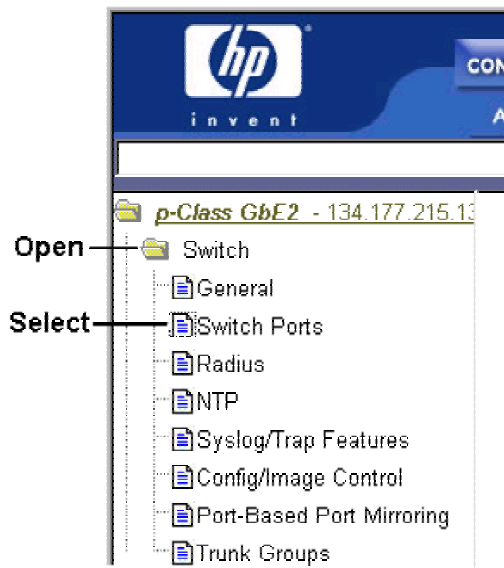 hp
invent
CON
A
p-Class GbE2 - 134.177.215.13
Open
Switch
General
Select
Switch Ports
Radius
NTP
Syslog/Trap Features
Config/Image Control
Port-Based Port Mirroring
Trunk Groups